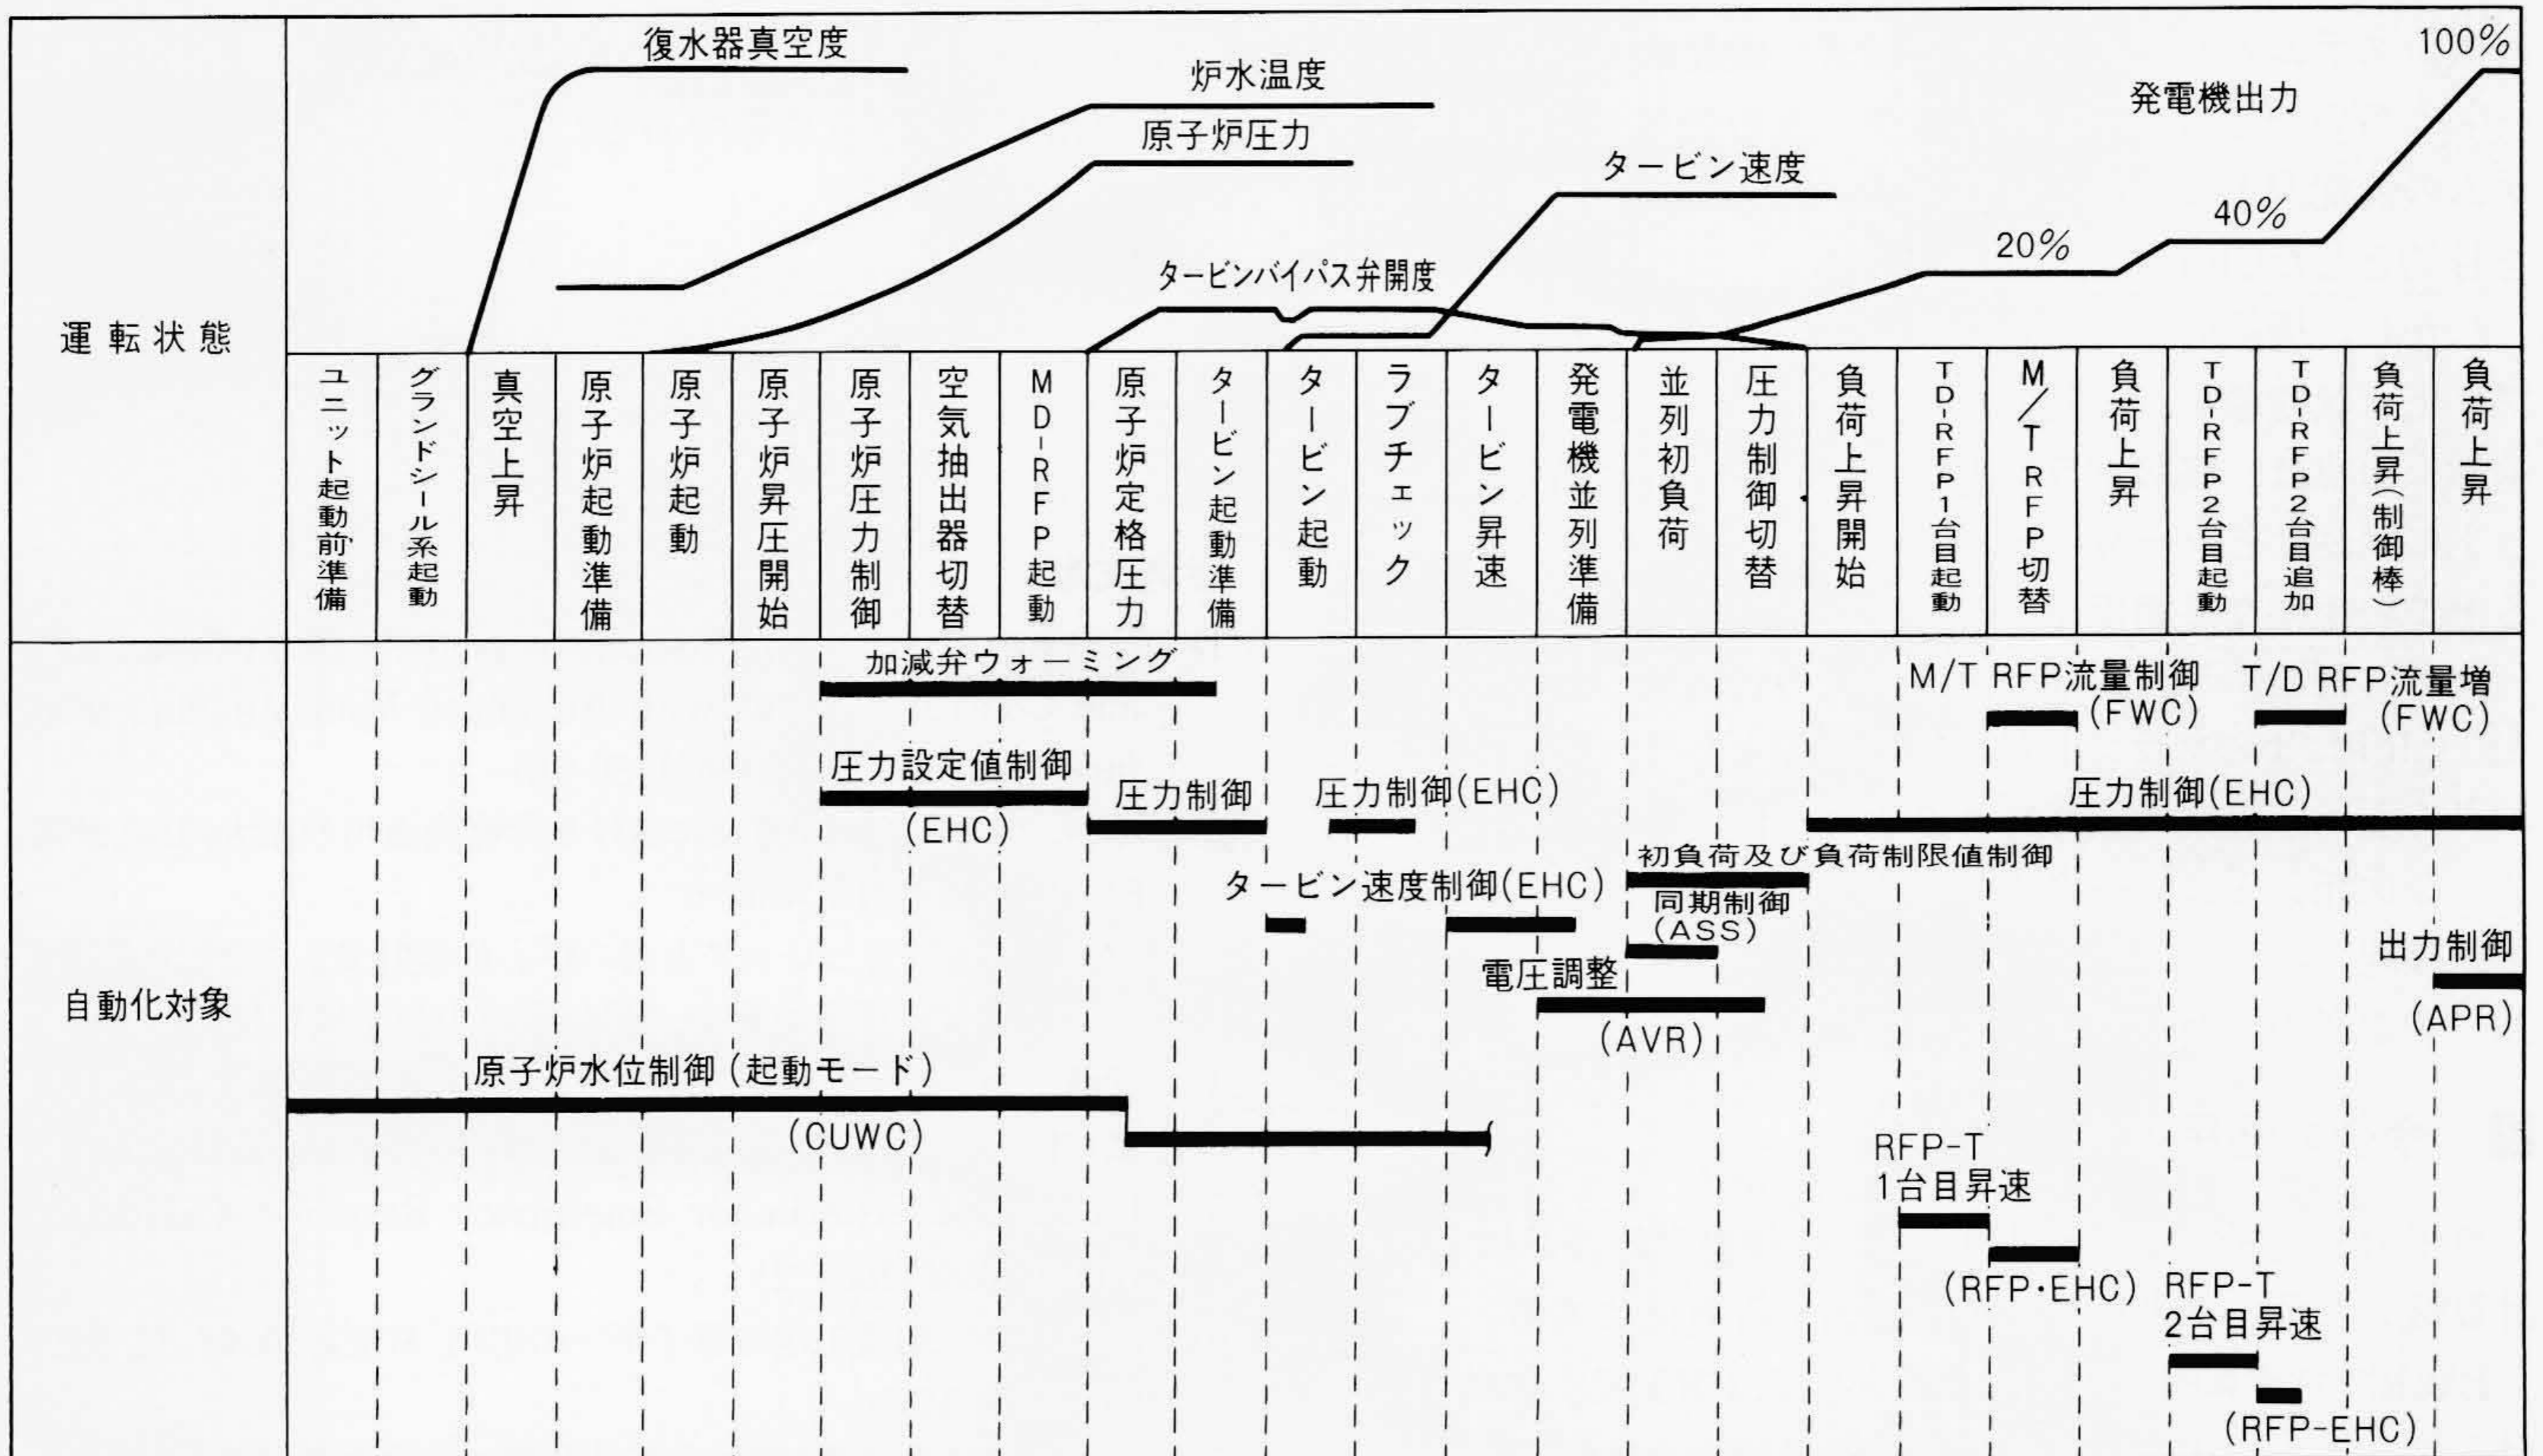 復水器真空度
炉水温度
原子炉圧力
タービン速度
タービンバイパス弁開度
発電機出力
100%
20%
40%
運転状態
ユニット起動前準備
グランドシール系起動
真空上昇
原子炉起動準備
原子炉起動
原子炉昇圧開始
原子炉圧力制御
空気抽出器切替
MD-RFP起動
原子炉定格圧力
タービン起動準備
タービン起動
ラブチェック
タービン昇速
発電機並列準備
並列初負荷
圧力制御切替
負荷上昇開始
TD-RFP1台目起動
M/TRFP切替
負荷上昇
TD-RFP2台目起動
TD-RFP2台目追加
負荷上昇(制御棒)
負荷上昇
自動化対象
加減弁ウォーミング
M/T RFP流量制御
(FWC)
T/D RFP流量増
(FWC)
圧力設定値制御
(EHC)
圧力制御
圧力制御(EHC)
圧力制御(EHC)
初負荷及び負荷制限値制御
タービン速度制御(EHC)
同期制御
(ASS)
電圧調整
(AVR)
出力制御
(APR)
原子炉水位制御(起動モード)
(CUWC)
RFP-T
1台目昇速
(RFP・EHC)
RFP-T
2台目昇速
(RFP-EHC)